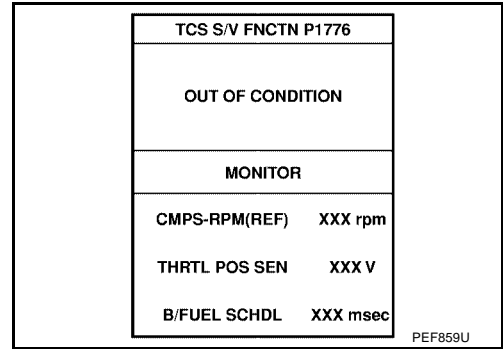 TCS S/V FNCTN P1776
OUT OF CONDITION
MONITOR
CMPS-RPM(REF) XXX rpm
THRTL POS SEN XXX V
B/FUEL SCHDL XXX msec
PEF859U